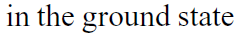 in the ground state